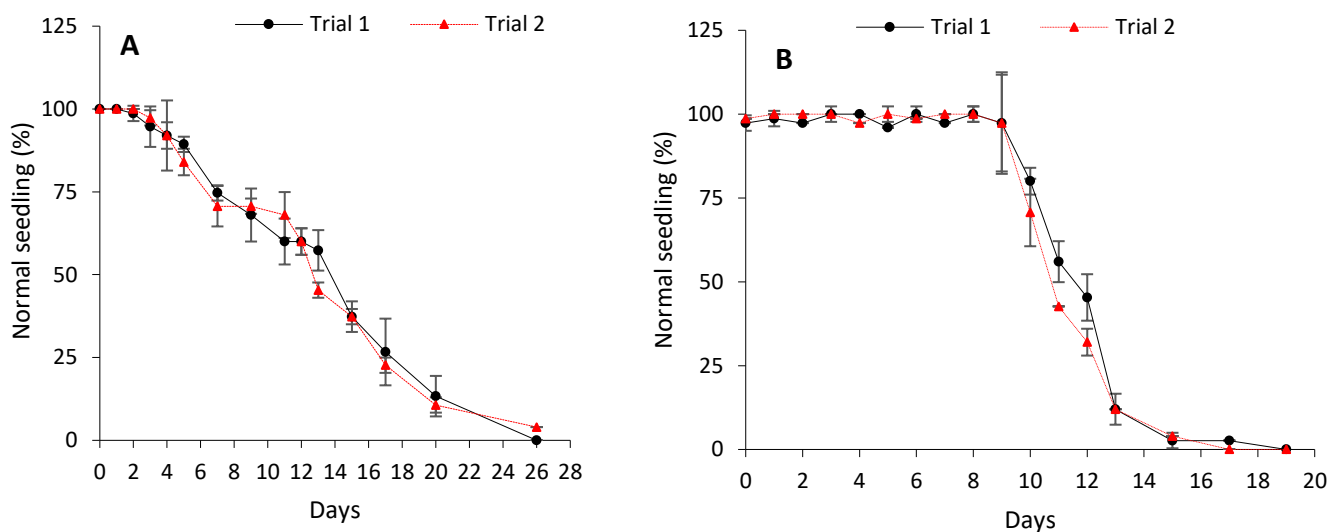 Trial 1 Trial 2
A
125
100
75
50
25
0
Normal seedling (%)
0 2 4 6 8 10 12 14 16 18 20 22 24 26 28
Days
Trial 1 Trial 2
B
125
100
75
50
25
0
Normal seedling (%)
0 2 4 6 8 10 12 14 16 18 20
Days